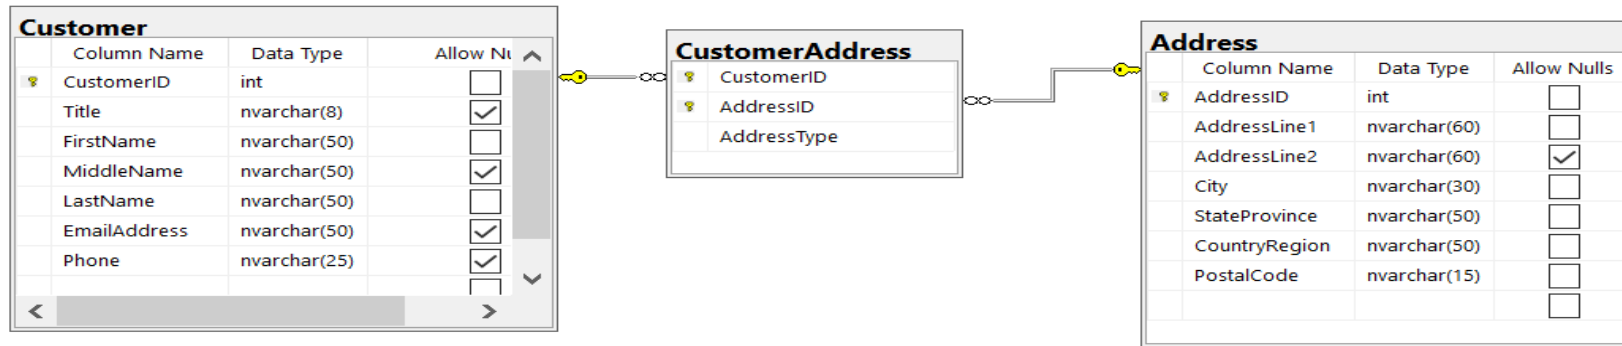 Customer
Column Name Data Type Allow Nu
CustomerID int
Title nvarchar(8)
FirstName nvarchar(50)
MiddleName nvarchar(50)
LastName nvarchar(50)
EmailAddress nvarchar(50)
Phone nvarchar(25)
CustomerAddress
CustomerID
AddressID
AddressType
Address
Column Name Data Type Allow Nulls
AddressID int
AddressLine1 nvarchar(60)
AddressLine2 nvarchar(60)
City nvarchar(30)
StateProvince nvarchar(50)
CountryRegion nvarchar(50)
PostalCode nvarchar(15)